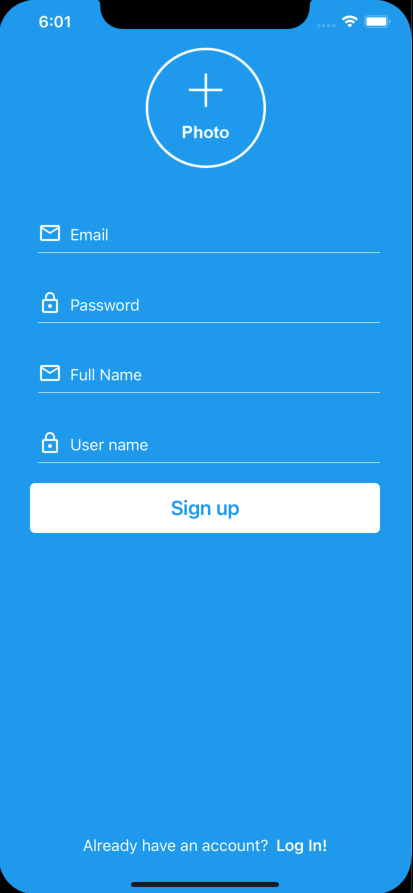 6:01
Photo
Email
Password
Full Name
User name
Sign up
Already have an account? Log In!